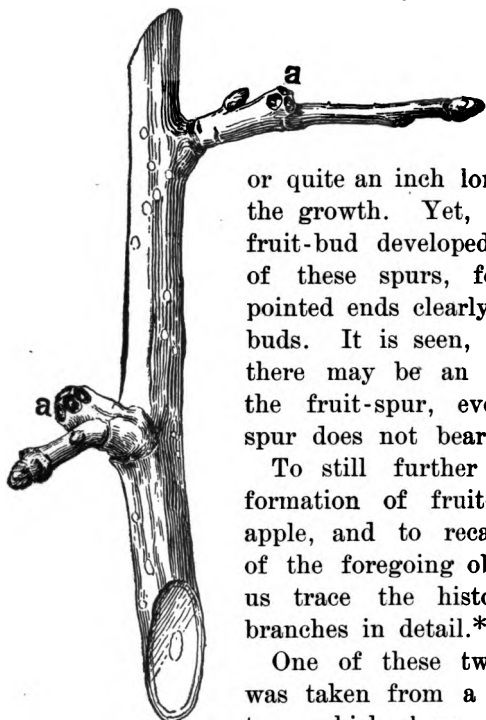 a
or quite an inch lon
the growth. Yet,
fruit-bud developed
of these spurs, fo
pointed ends clearly
buds. It is seen,
there may be an
a
the fruit-spur, eve
spur does not bear
To still further
formation of fruit
apple, and to reca
of the foregoing ob
us trace the histo
branches in detail.*
One of these tw
was taken from a